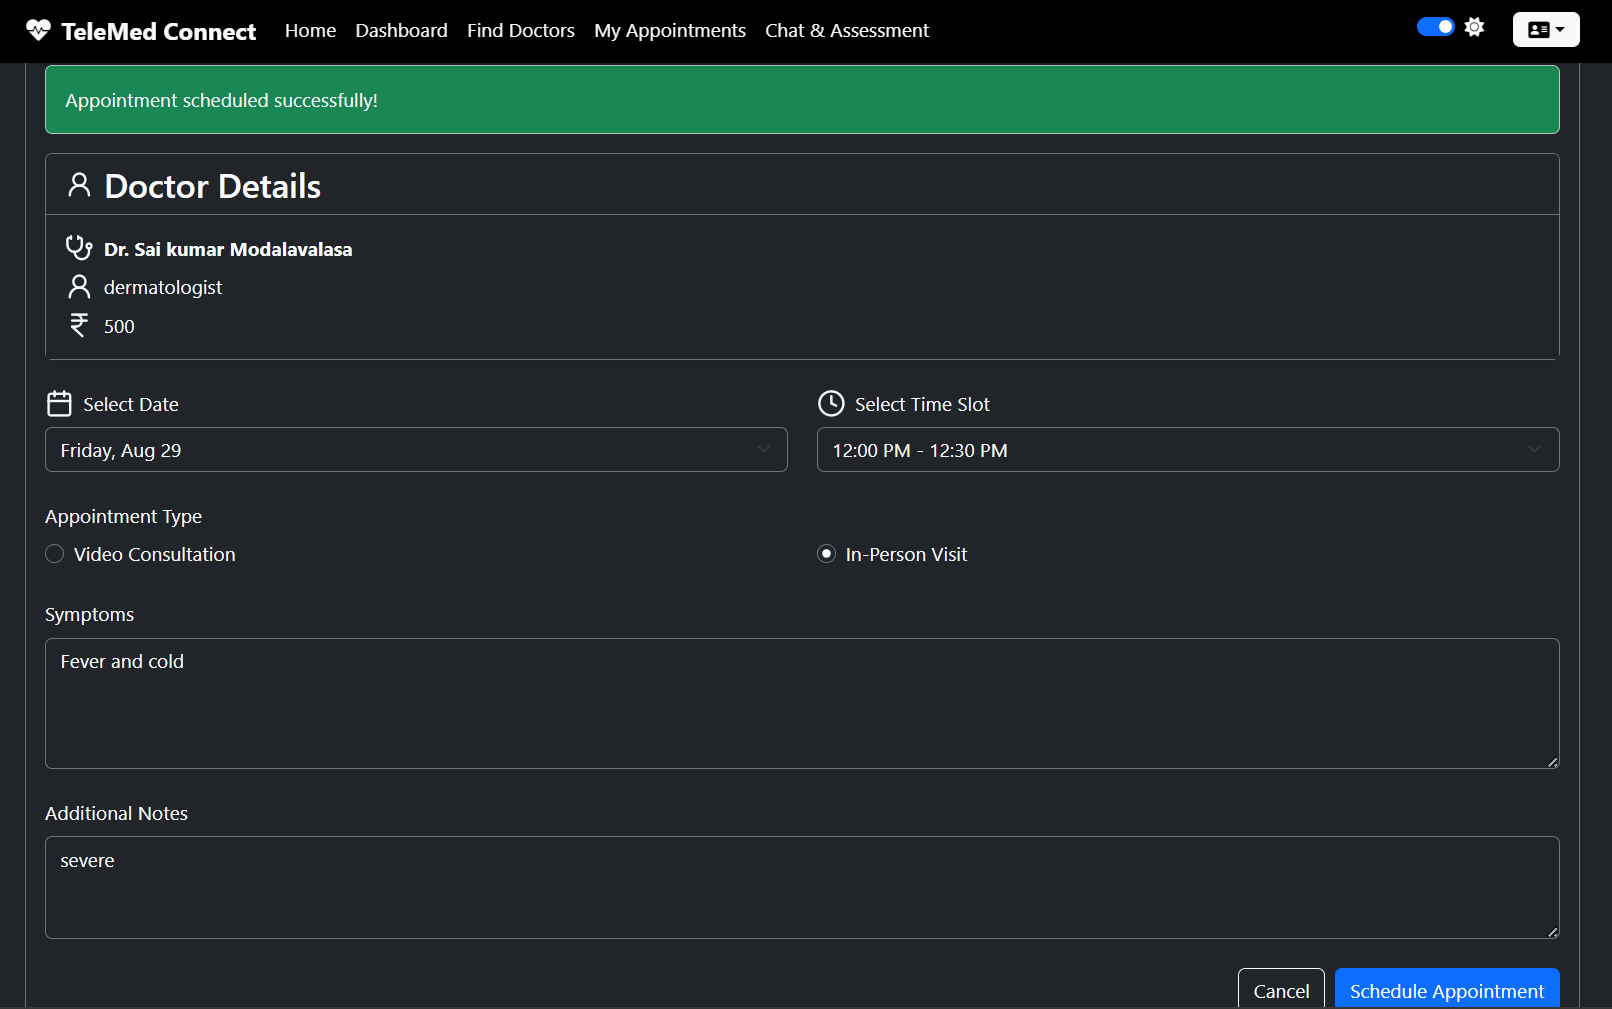 TeleMed Connect Home Dashboard Find Doctors My Appointments Chat & Assessment
Appointment scheduled successfully!
Doctor Details
Dr. Sai kumar Modalavalasa
dermatologist
₹ 500
Select Date
Friday, Aug 29
Select Time Slot
12:00 PM - 12:30 PM
Appointment Type
Video Consultation
In-Person Visit
Symptoms
Fever and cold
Additional Notes
severe
Cancel
Schedule Appointment